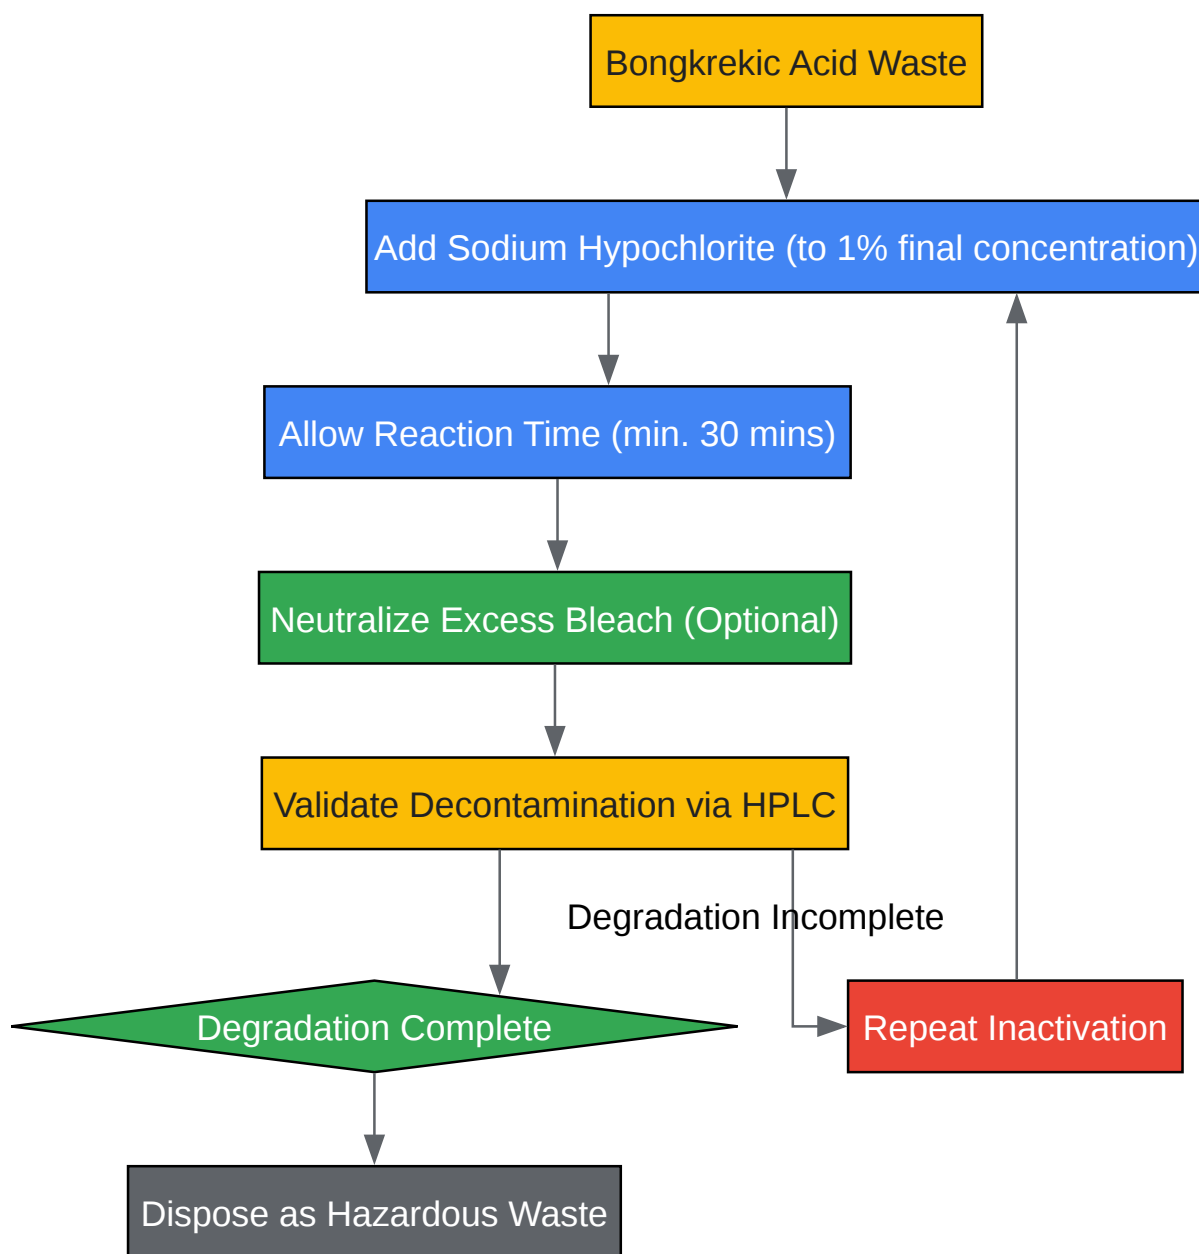 Bongkrekic Acid Waste
Add Sodium Hypochlorite (to 1% final concentration)
Allow Reaction Time (min. 30 mins)
Neutralize Excess Bleach (Optional)
Validate Decontamination via HPLC
Degradation Incomplete
Degradation Complete
Repeat Inactivation
Dispose as Hazardous Waste